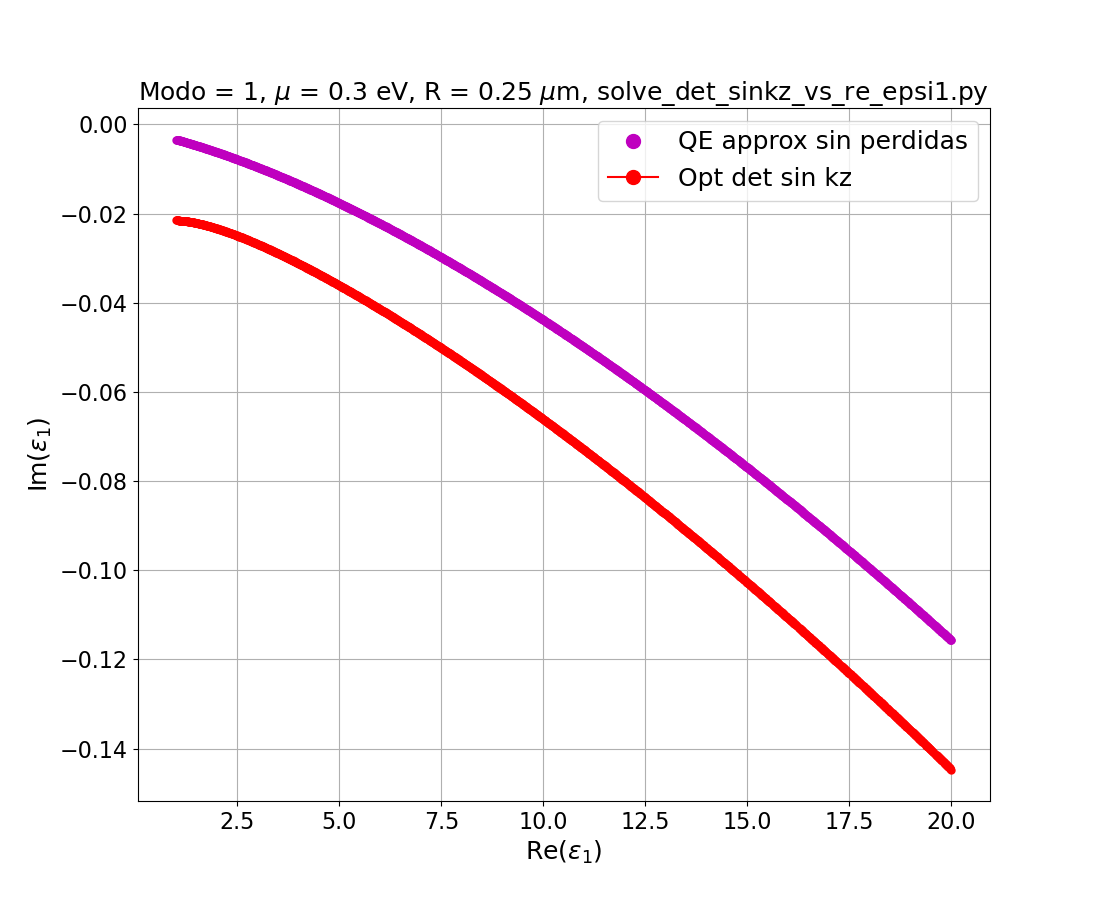 Modo = 1, μ = 0.3 eV, R = 0.25 μm, solve_det_sinkz_vs_re_epsi1.py
QE approx sin perdidas
Opt det sin kz
0.00
−0.02
−0.04
−0.06
−0.08
−0.10
−0.12
−0.14
Im(ε₁)
2.5 5.0 7.5 10.0 12.5 15.0 17.5 20.0
Re(ε₁)